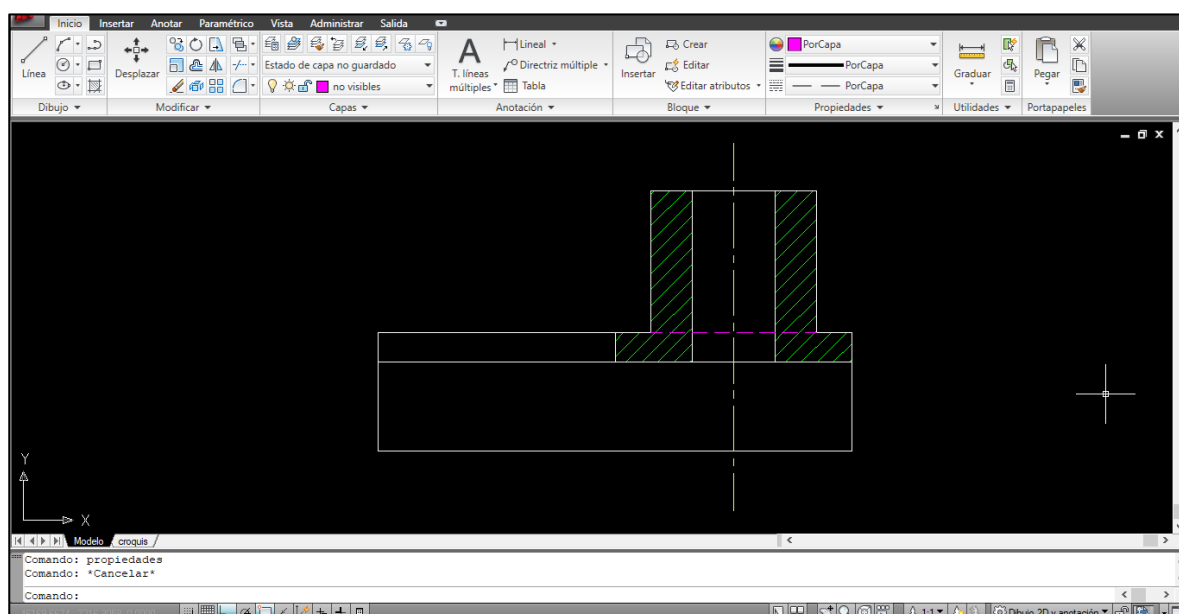 Inicio Insertar Anotar Paramétrico Vista Administrar Salida
Línea
Desplazar
Estado de capa no guardado
no visibles
T. líneas
múltiples
Lineal
Directriz múltiple
Tabla
Insertar
Crear
Editar
Editar atributos
PorCapa
PorCapa
PorCapa
Graduar
Pegar
Dibujo Modificar Capas Anotación Bloque Propiedades Utilidades Portapapeles
Y
X
Modelo croquis
Comando: propiedades
Comando: *Cancelar*
Comando:
1:1 Dibujo 2D y anotación